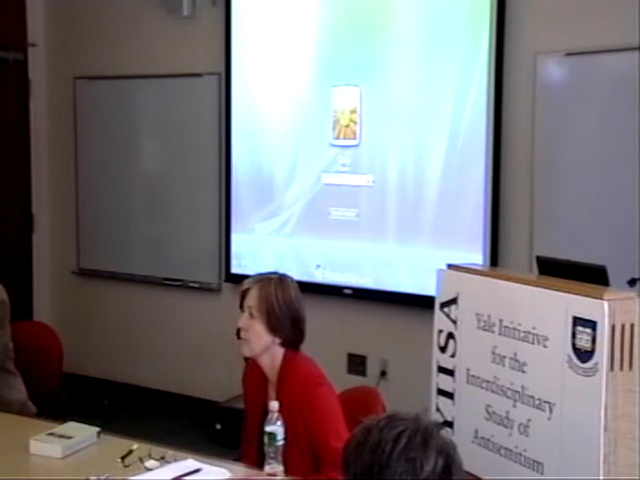 YIISA
Yale Initiative
for the
Interdisciplinary
Study of
Antisemitism